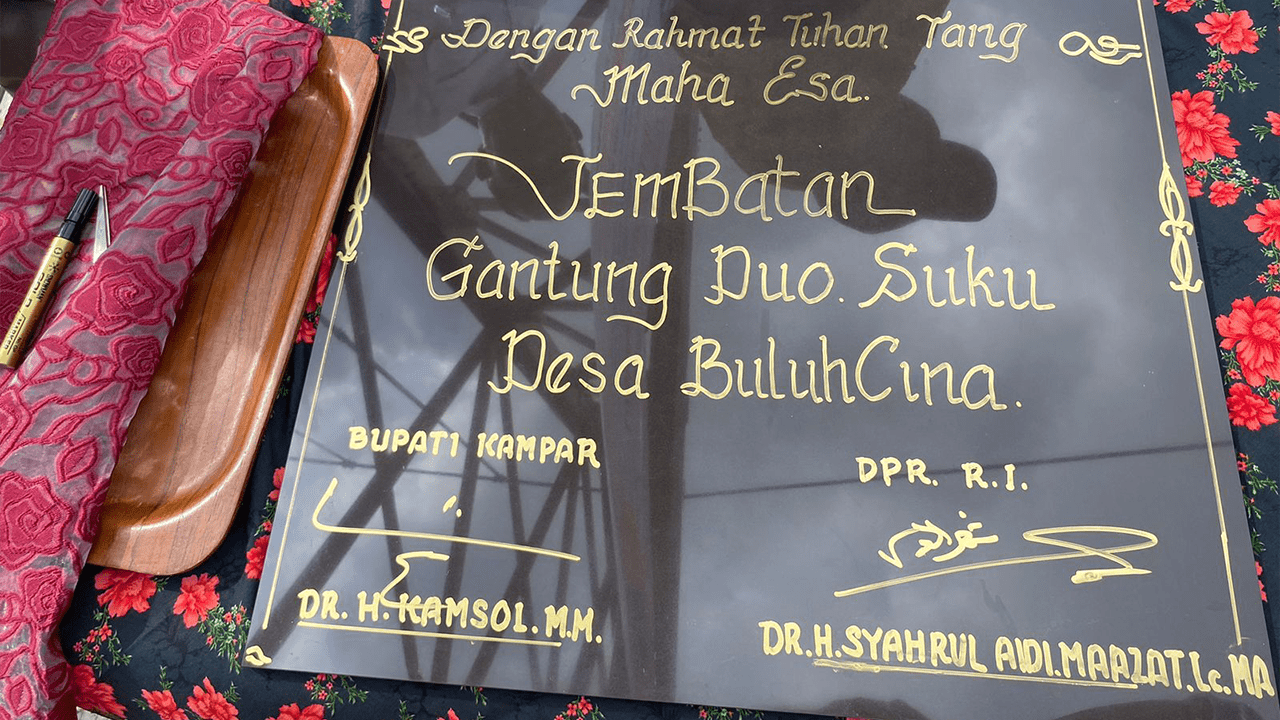 Dengan Rahmat Tuhan Yang
Maha Esa.
JEMBatan
Gantung Duo. Suku
Desa BuluhCina.
BUPATI KAMPAR
DPR. R.I.
DR. H. KAMSOL. M.M.
DR. H. SYAHRUL AIDI. MAAZAT. Lc. MA